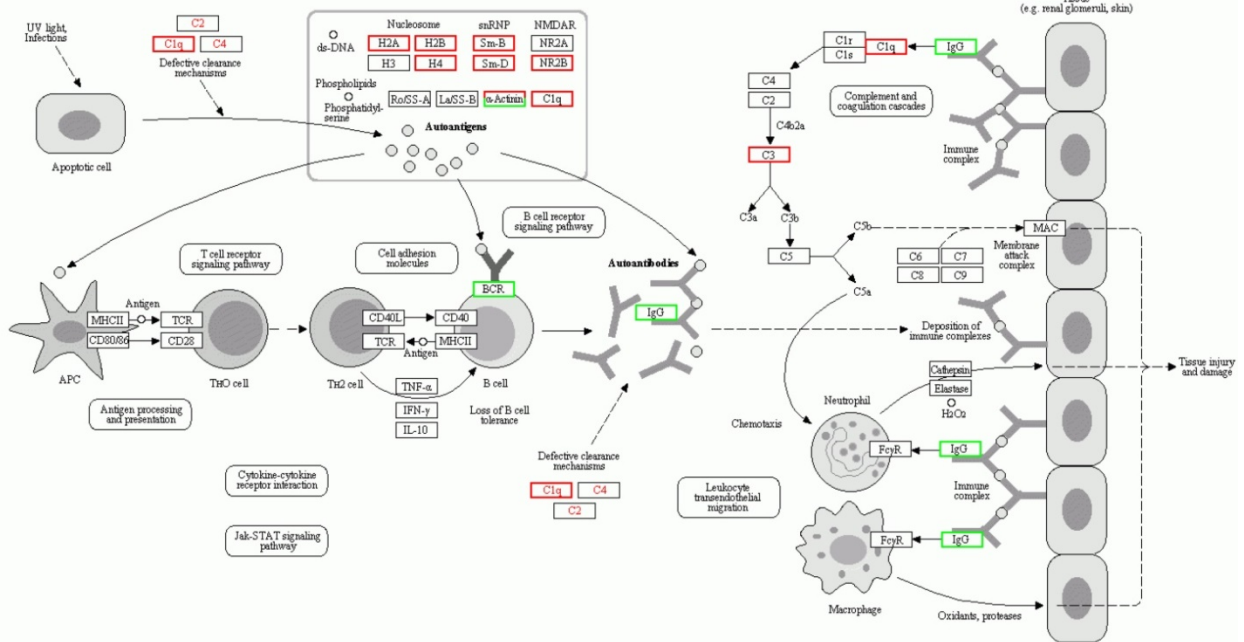 (e.g. renal glomeruli, skin)
UV light,
Infections
C2
C1q
C4
Defective clearance
mechanisms
Apoptotic cell
Nucleosome
snRNP
NMDAR
ds-DNA
H2A
H2B
Sm-B
NR2A
H3
H4
Sm-D
NR2B
Phospholipids
Phosphatidyl-
serine
Ro/SS-A
La/SS-B
α-Actinin
C1q
Autoantigens
C1r
C1s
C1q
IgG
C4
C2
C4b2a
C3
C3a
C3b
C5
C5b
C5a
Complement and
coagulation cascades
Immune
complex
MAC
C6
C7
C8
C9
Membrane
attack
complex
B cell receptor
signaling pathway
T cell receptor
signaling pathway
Cell adhesion
molecules
Autoantibodies
BCR
IgG
MHCII
Antigen
TCR
CD80/86
CD28
APC
TH0 cell
CD40L
CD40
TCR
Antigen
MHCII
TH2 cell
B cell
TNF-α
IFN-γ
IL-10
Loss of B cell
tolerance
Antigen processing
and presentation
Cytokine-cytokine
receptor interaction
Jak-STAT signaling
pathway
Defective clearance
mechanisms
C1q
C4
C2
Deposition of
immune complexes
Tissue injury
and damage
Cathepsin
Elastase
H2O2
Neutrophil
Chemotaxis
FcγR
IgG
Immune
complex
Leukocyte
transendothelial
migration
FcγR
IgG
Macrophage
Oxidants, proteases